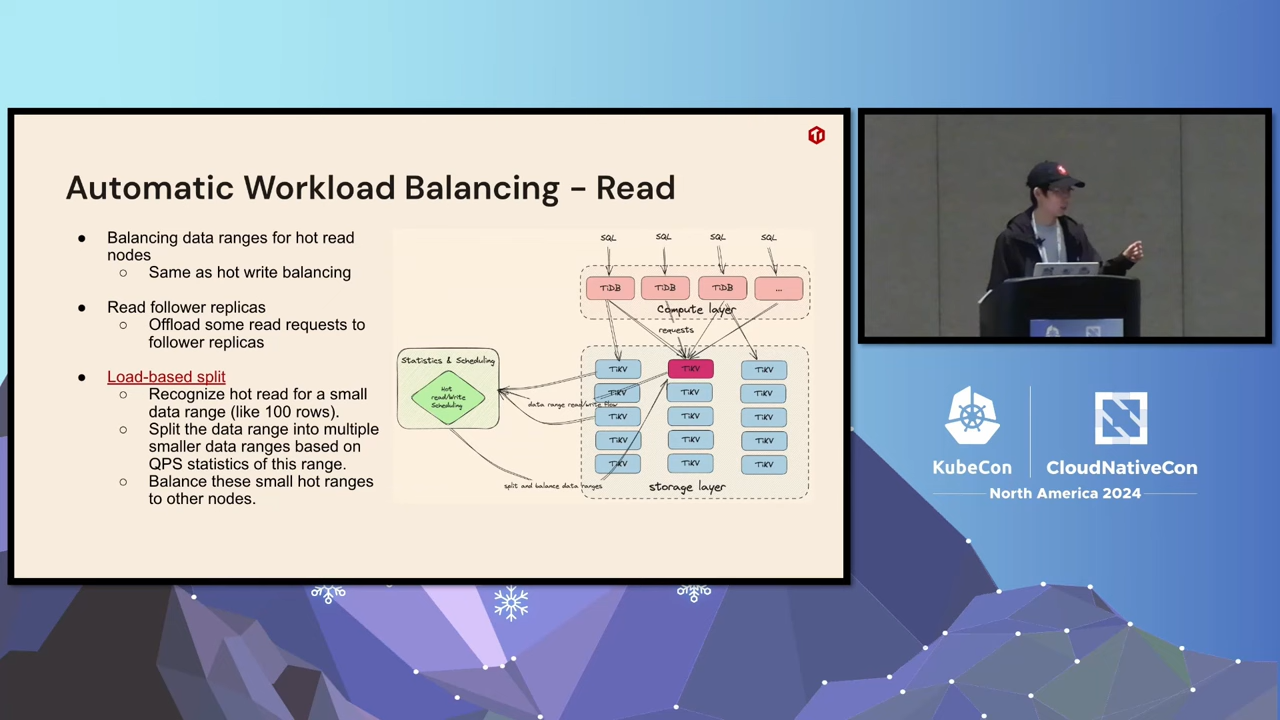 Automatic Workload Balancing – Read
● Balancing data ranges for hot read
nodes
○ Same as hot write balancing
● Read follower replicas
○ Offload some read requests to
follower replicas
● Load-based split
○ Recognize hot read for a small
data range (like 100 rows).
○ Split the data range into multiple
smaller data ranges based on
QPS statistics of this range.
○ Balance these small hot ranges
to other nodes.
SQL SQL SQL SQL
TiDB TiDB TiDB ...
Compute layer
requests
Statistics & Scheduling
Hot
read/Write
Scheduling
data range read/write flow
split and balance data ranges
TiKV TiKV TiKV
TiKV TiKV TiKV
TiKV TiKV TiKV
TiKV TiKV TiKV
TiKV TiKV TiKV
storage layer
KubeCon CloudNativeCon
North America 2024